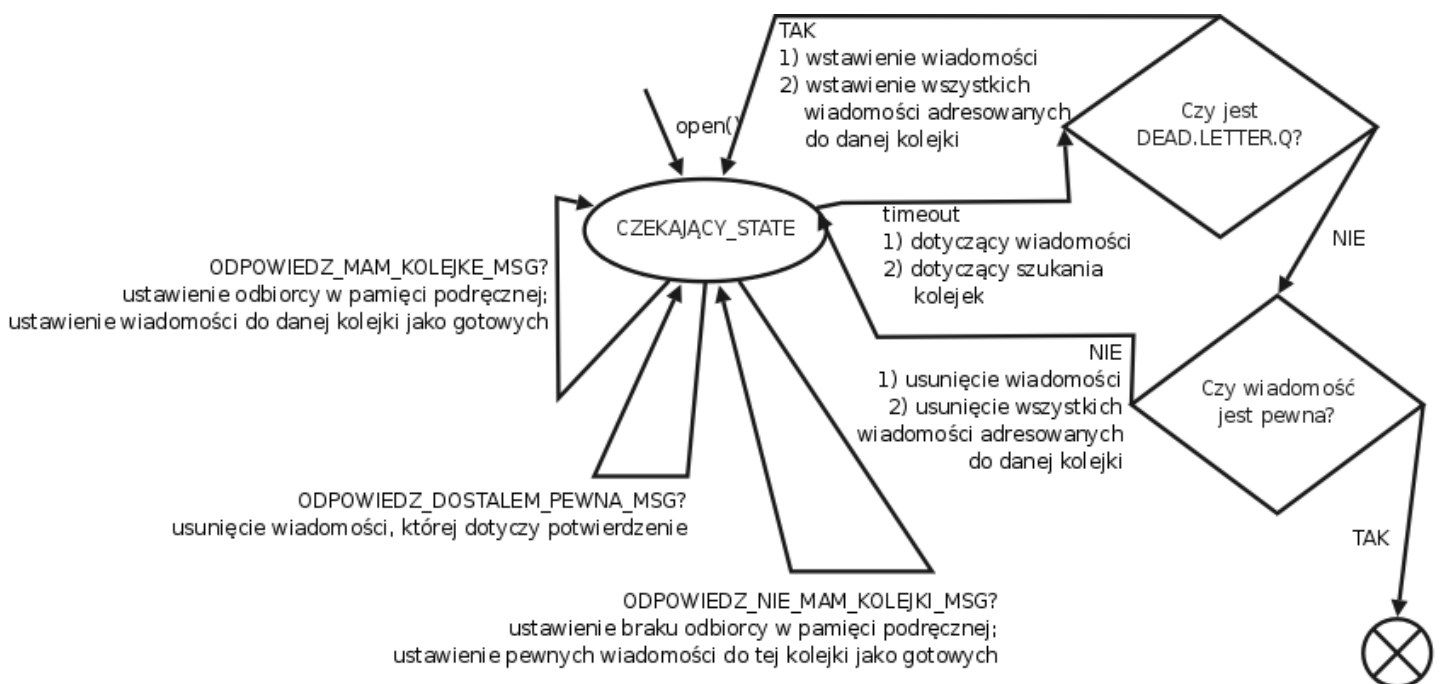 TAK
1) wstawienie wiadomości
2) wstawienie wszystkich
wiadomości adresowanych
do danej kolejki
open()
Czy jest
DEAD.LETTER.Q?
CZEKAJĄCY_STATE
timeout
1) dotyczący wiadomości
2) dotyczący szukania
kolejek
NIE
ODPOWIEDZ_MAM_KOLEJKE_MSG?
ustawienie odbiorcy w pamięci podręcznej;
ustawienie wiadomości do danej kolejki jako gotowych
NIE
1) usunięcie wiadomości
2) usunięcie wszystkich
wiadomości adresowanych
do danej kolejki
Czy wiadomość
jest pewna?
ODPOWIEDZ_DOSTALEM_PEWNA_MSG?
usunięcie wiadomości, której dotyczy potwierdzenie
TAK
ODPOWIEDZ_NIE_MAM_KOLEJKI_MSG?
ustawienie braku odbiorcy w pamięci podręcznej;
ustawienie pewnych wiadomości do tej kolejki jako gotowych